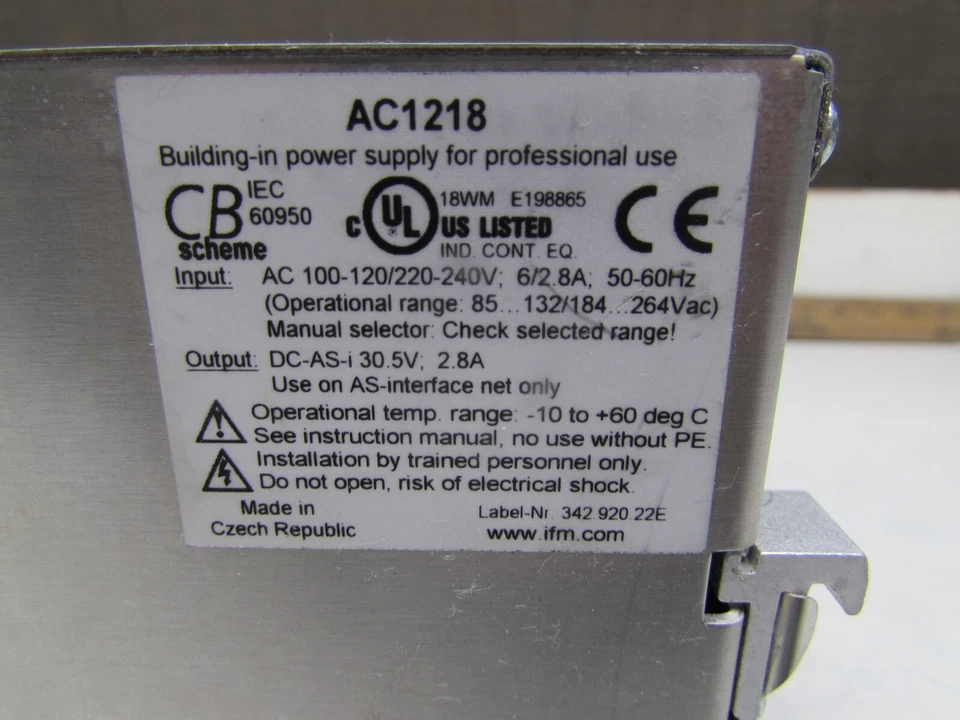 AC1218
Building-in power supply for professional use
CB IEC 60950 scheme
C UL US LISTED 18WM E198865
IND. CONT. EQ.
CE
Input: AC 100-120/220-240V; 6/2.8A; 50-60Hz
(Operational range: 85...132/184...264Vac)
Manual selector: Check selected range!
Output: DC-AS-i 30.5V; 2.8A
Use on AS-interface net only
Operational temp. range: -10 to +60 deg C
See instruction manual, no use without PE.
Installation by trained personnel only.
Do not open, risk of electrical shock.
Made in
Czech Republic
Label-Nr. 342.920.22E
www.ifm.com